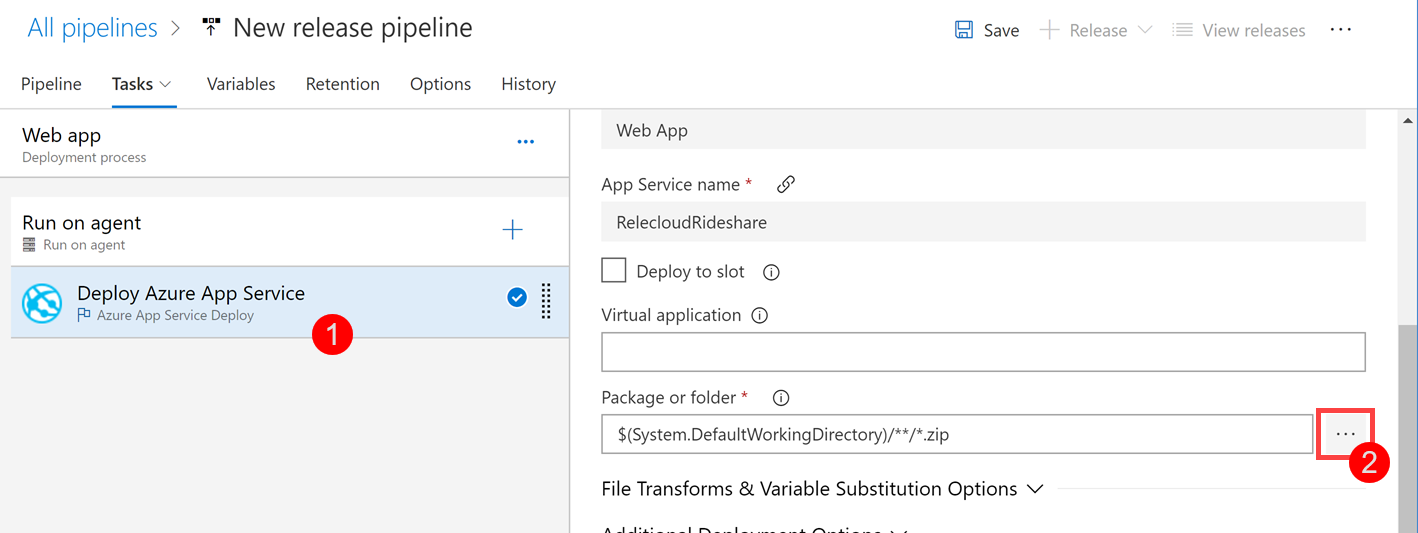 All pipelines > New release pipeline
Save Release View releases ...
Pipeline Tasks Variables Retention Options History
Web app
Deployment process
...
Run on agent
Run on agent
Deploy Azure App Service
Azure App Service Deploy
1
Web App
App Service name *
RelecloudRideshare
Deploy to slot
Virtual application
Package or folder *
$(System.DefaultWorkingDirectory)/**/*.zip
...
2
File Transforms & Variable Substitution Options
Additional Deployment Options